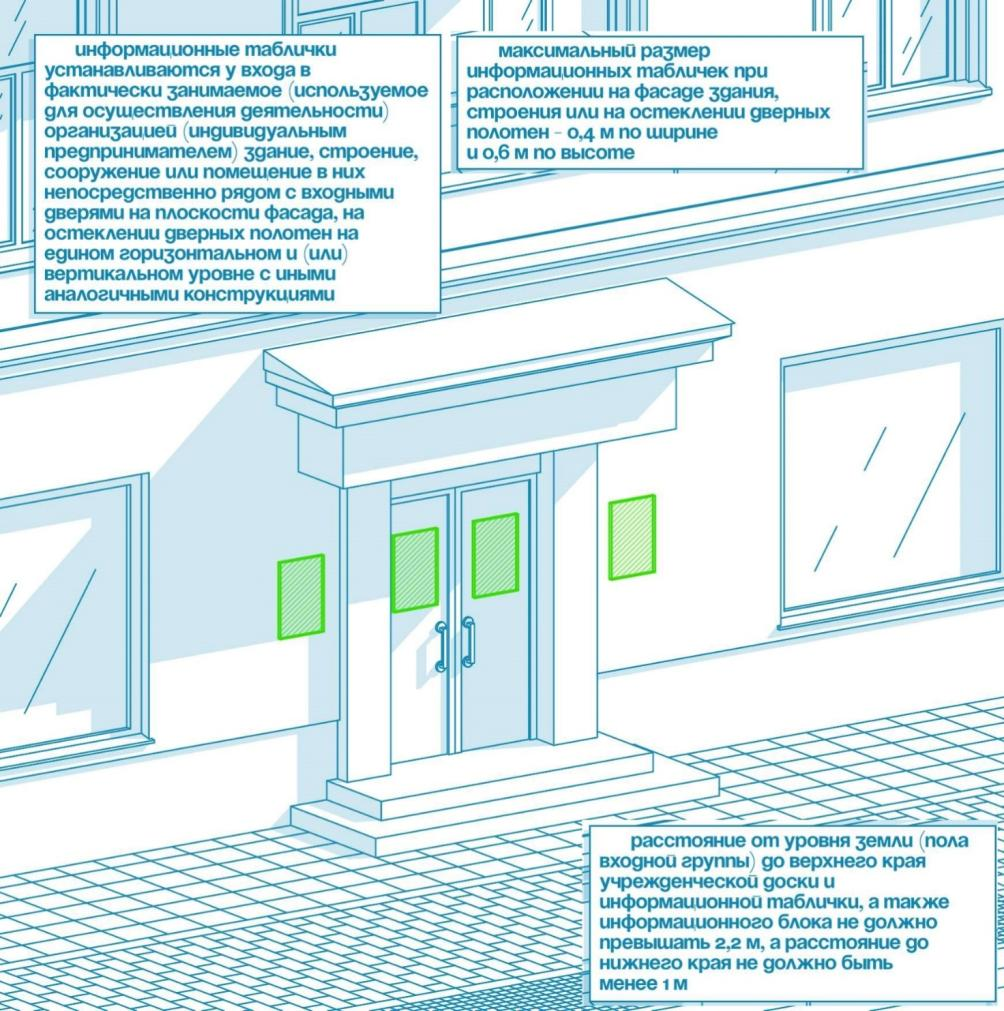 информационные таблички
устанавливаются у входа в
фактически занимаемое (используемое
для осуществления деятельности)
организацией (индивидуальным
предпринимателем) здание, строение,
сооружение или помещение в них
непосредственно рядом с входными
дверями на плоскости фасада, на
остеклении дверных полотен на
едином горизонтальном и (или)
вертикальном уровне с иными
аналогичными конструкциями
максимальный размер
информационных табличек при
расположении на фасаде здания,
строения или на остеклении дверных
полотен - 0,4 м по ширине
и 0,6 м по высоте
расстояние от уровня земли (пола
входной группы) до верхнего края
учрежденческой доски и
информационной таблички, а также
информационного блока не должно
превышать 2,2 м, а расстояние до
нижнего края не должно быть
менее 1 м